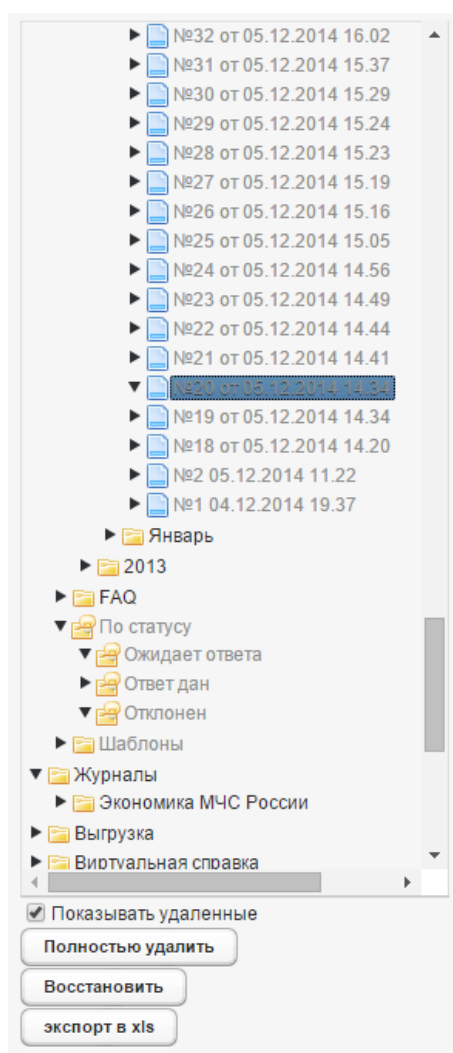 №32 от 05.12.2014 16.02
№31 от 05.12.2014 15.37
№30 от 05.12.2014 15.29
№29 от 05.12.2014 15.24
№28 от 05.12.2014 15.23
№27 от 05.12.2014 15.19
№26 от 05.12.2014 15.16
№25 от 05.12.2014 15.05
№24 от 05.12.2014 14.56
№23 от 05.12.2014 14.49
№22 от 05.12.2014 14.44
№21 от 05.12.2014 14.41
№20 от 05.12.2014 14.34
№19 от 05.12.2014 14.34
№18 от 05.12.2014 14.20
№2 05.12.2014 11.22
№1 04.12.2014 19.37
Январь
2013
FAQ
По статусу
Ожидает ответа
Ответ дан
Отклонен
Шаблоны
Журналы
Экономика МЧС России
Выгрузка
Виртуальная справка
Показывать удаленные
Полностью удалить
Восстановить
экспорт в xls